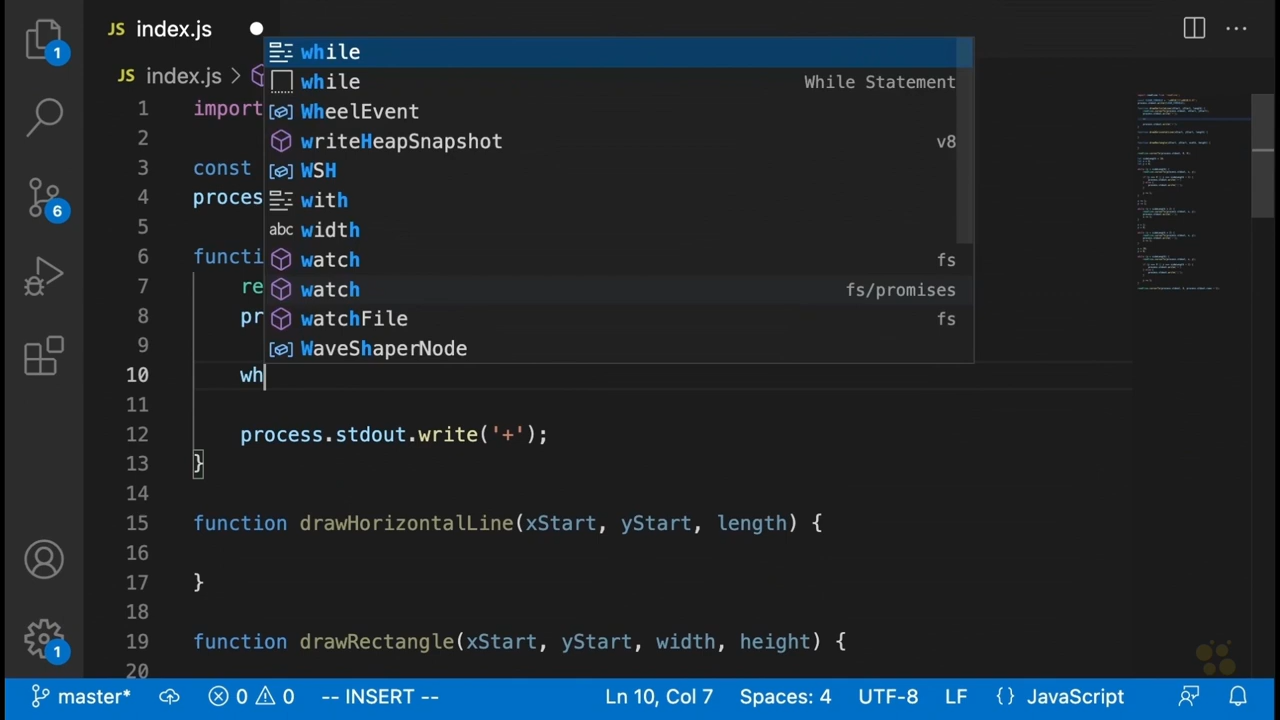 JS index.js
1
JS index.js >
while
while While Statement
WheelEvent
writeHeapSnapshot v8
WSH
with
abc width
watch fs
watch fs/promises
watchFile fs
WaveShaperNode
1 import
2
3 const
4 proces
5
6 functi
7 re
8 pr
9
10 wh
11
12 process.stdout.write('+');
13 }
14
15 function drawHorizontalLine(xStart, yStart, length) {
16
17 }
18
19 function drawRectangle(xStart, yStart, width, height) {
20
6
1
master* 0 0 -- INSERT -- Ln 10, Col 7 Spaces: 4 UTF-8 LF {} JavaScript